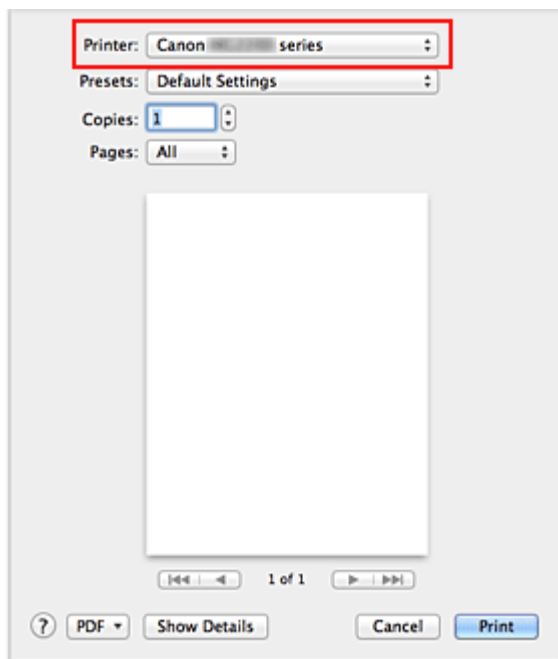 Printer: Canon series
Presets: Default Settings
Copies: 1
Pages: All
1 of 1
? PDF Show Details Cancel Print